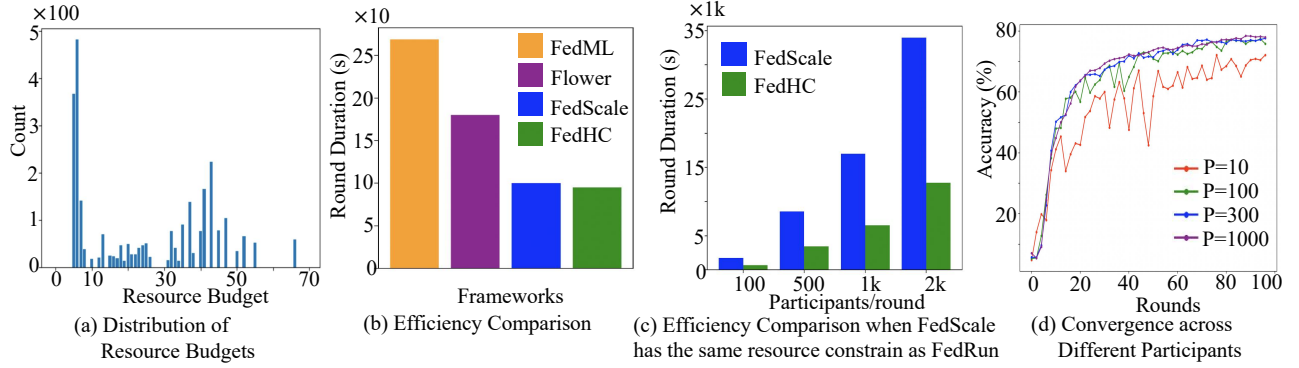 ×100
5
4
3
2
1
0
Count
0
10
30
40
70
Resource Budget
(a) Distribution of
Resource Budgets
×10
25
20
15
10
5
0
Round Duration (s)
FedML
Flower
FedScale
FedHC
Frameworks
(b) Efficiency Comparison
×1k
35
25
15
5
0
Round Duration (s)
FedScale
FedHC
100
500
1k
2k
Participants/round
(c) Efficiency Comparison when FedScale
has the same resource constrain as FedRun
80
60
40
20
Accuracy (%)
P=10
P=100
P=300
P=1000
0
20
40
60
80
100
Rounds
(d) Convergence across
Different Participants